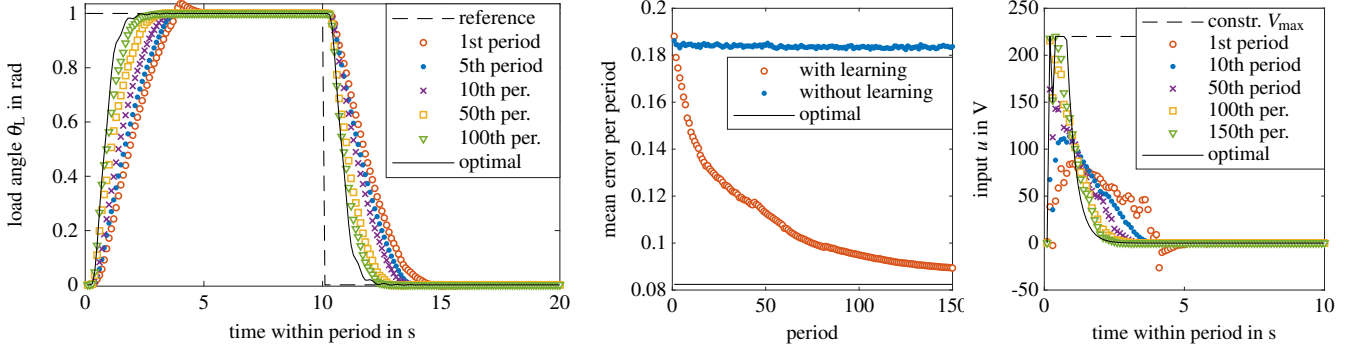 load angle θL in rad
1
0.8
0.6
0.4
0.2
0
0
5
10
15
20
time within period in s
reference
1st period
5th period
10th per.
50th per.
100th per.
optimal
mean error per period
0.2
0.18
0.16
0.14
0.12
0.1
0.08
0
50
100
150
period
with learning
without learning
optimal
input u in V
250
200
150
100
50
0
-50
0
5
10
time within period in s
constr. Vmax
1st period
10th period
50th period
100th per.
150th per.
optimal